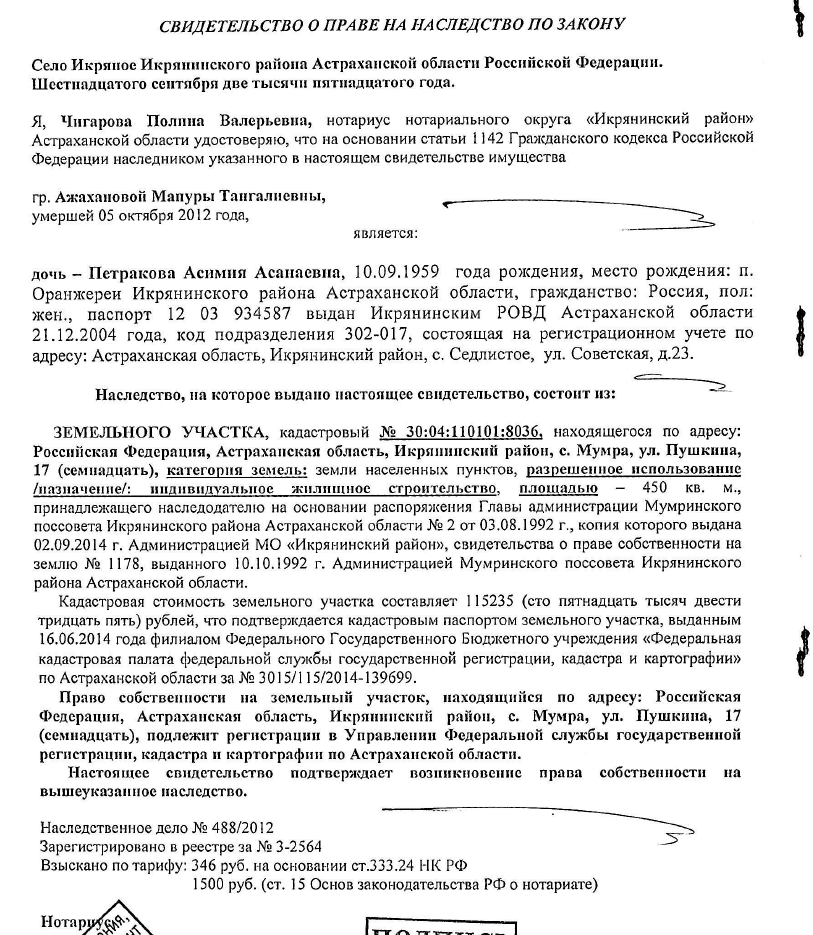 СВИДЕТЕЛЬСТВО О ПРАВЕ НА НАСЛЕДСТВО ПО ЗАКОНУ
Село Икряное Икрянинского района Астраханской области Российской Федерации.
Шестнадцатого сентября две тысячи пятнадцатого года.
Я, Чигарова Полина Валерьевна, нотариус нотариального округа «Икрянинский район»
Астраханской области удостоверяю, что на основании статьи 1142 Гражданского кодекса Российской
Федерации наследником указанного в настоящем свидетельстве имущества
гр. Ажахановой Мапуры Тангалиевны,
умершей 05 октября 2012 года,
является:
дочь – Петракова Асимия Асанаевна, 10.09.1959 года рождения, место рождения: п.
Оранжереи Икрянинского района Астраханской области, гражданство: Россия, пол:
жен., паспорт 12 03 934587 выдан Икрянинским РОВД Астраханской области
21.12.2004 года, код подразделения 302-017, состоящая на регистрационном учете по
адресу: Астраханская область, Икрянинский район, с. Седлистое, ул. Советская, д.23.
Наследство, на которое выдано настоящее свидетельство, состоит из:
ЗЕМЕЛЬНОГО УЧАСТКА, кадастровый № 30:04:110101:8036, находящегося по адресу:
Российская Федерация, Астраханская область, Икрянинский район, с. Мумра, ул. Пушкина,
17 (семнадцать), категория земель: земли населенных пунктов, разрешенное использование
/назначение/: индивидуальное жилищное строительство, площадью – 450 кв. м.,
принадлежащего наследодателю на основании распоряжения Главы администрации Мумринского
поссовета Икрянинского района Астраханской области № 2 от 03.08.1992 г., копия которого выдана
02.09.2014 г. Администрацией МО «Икрянинский район», свидетельства о праве собственности на
землю № 1178, выданного 10.10.1992 г. Администрацией Мумринского поссовета Икрянинского
района Астраханской области.
Кадастровая стоимость земельного участка составляет 115235 (сто пятнадцать тысяч двести
тридцать пять) рублей, что подтверждается кадастровым паспортом земельного участка, выданным
16.06.2014 года филиалом Федерального Государственного Бюджетного учреждения «Федеральная
кадастровая палата федеральной службы государственной регистрации, кадастра и картографии»
по Астраханской области за № 3015/115/2014-139699.
Право собственности на земельный участок, находящийся по адресу: Российская
Федерация, Астраханская область, Икрянинский район, с. Мумра, ул. Пушкина, 17
(семнадцать), подлежит регистрации в Управлении Федеральной службы государственной
регистрации, кадастра и картографии по Астраханской области.
Настоящее свидетельство подтверждает возникновение права собственности на
вышеуказанное наследство.
Наследственное дело № 488/2012
Зарегистрировано в реестре за № 3-2564
Взыскано по тарифу: 346 руб. на основании ст.333.24 НК РФ
1500 руб. (ст. 15 Основ законодательства РФ о нотариате)
Нотариус